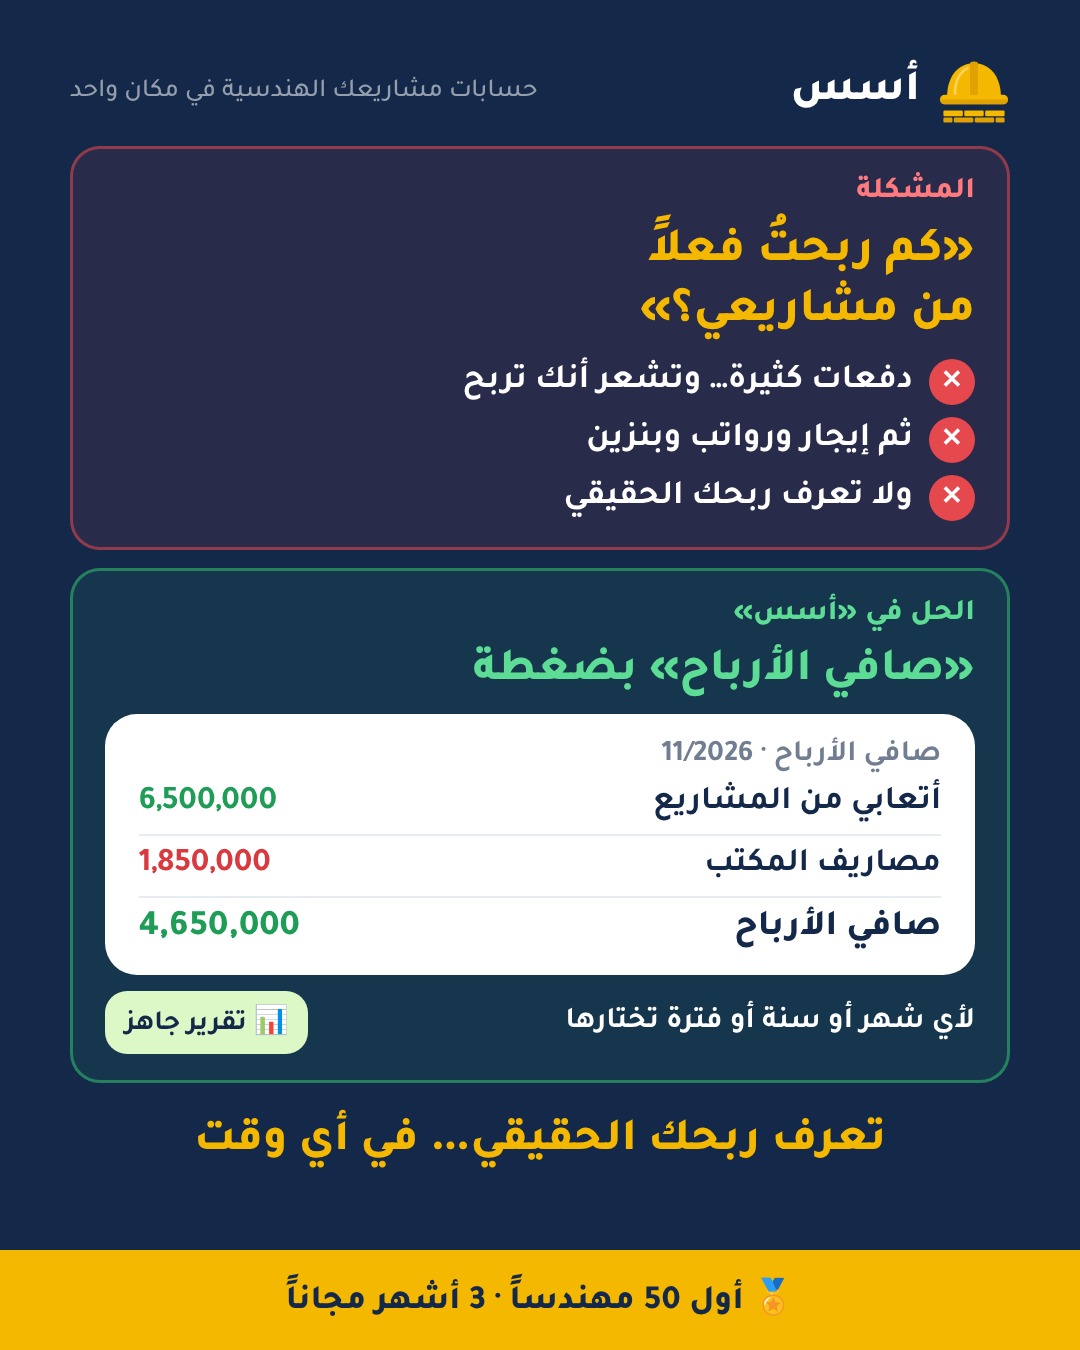 أسس
حسابات مشاريعك الهندسية في مكان واحد
المشكلة
«كم ربحتُ فعلاً
من مشاريعي؟»
دفعات كثيرة… وتشعر أنك تربح
ثم إيجار ورواتب وبنزين
ولا تعرف ربحك الحقيقي
الحل في «أسس»
«صافي الأرباح» بضغطة
صافي الأرباح · 11/2026
أتعابي من المشاريع 6,500,000
مصاريف المكتب 1,850,000
صافي الأرباح 4,650,000
لأي شهر أو سنة أو فترة تختارها
📊 تقرير جاهز
تعرف ربحك الحقيقي… في أي وقت
🏅 أول 50 مهندساً · 3 أشهر مجاناً